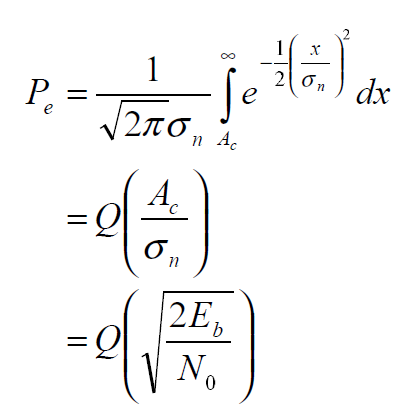 P_e = \frac{1}{\sqrt{2\pi}\sigma_n} \int_{A_c}^{\infty} e^{-\frac{1}{2}\left(\frac{x}{\sigma_n}\right)^2} dx
= Q\left(\frac{A_c}{\sigma_n}\right)
= Q\left(\sqrt{\frac{2E_b}{N_0}}\right)